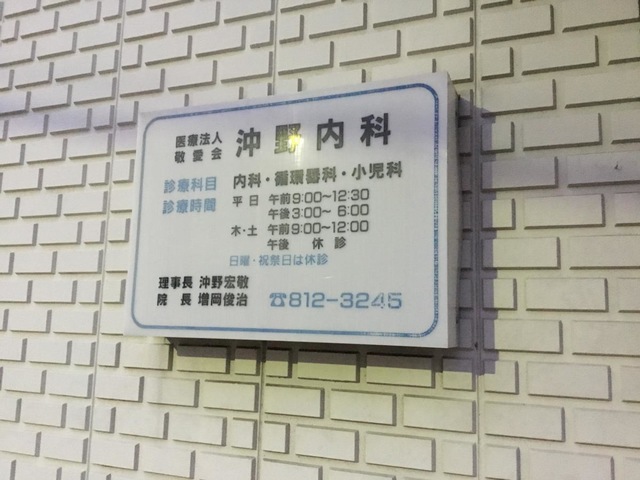 医療法人
敬愛会 沖野内科
診療科目 内科・循環器科・小児科
診療時間 平日 午前9:00〜12:30
午後3:00〜6:00
木・土 午前9:00〜12:00
午後 休診
日曜・祝祭日は休診
理事長 沖野宏敬
院長 増岡俊治 ☎812-3245